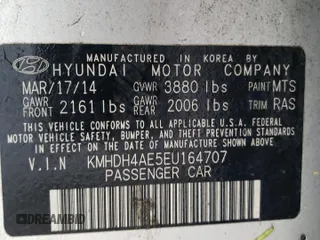 MANUFACTURED IN KOREA BY
HYUNDAI MOTOR COMPANY
MAR/17/14 GVWR 3880 lbs PAINT MTS
GAWR FRONT 2161 lbs GAWR REAR 2006 lbs TRIM RAS
THIS VEHICLE CONFORMS TO ALL APPLICABLE U.S.A. FEDERAL
MOTOR VEHICLE SAFETY, BUMPER, AND THEFT PREVENTION
STANDARDS IN EFFECT ON THE DATE OF MANUFACTURE SHOWN ABOVE.
V.I.N KMHDH4AE5EU164707
PASSENGER CAR
DREAMBID